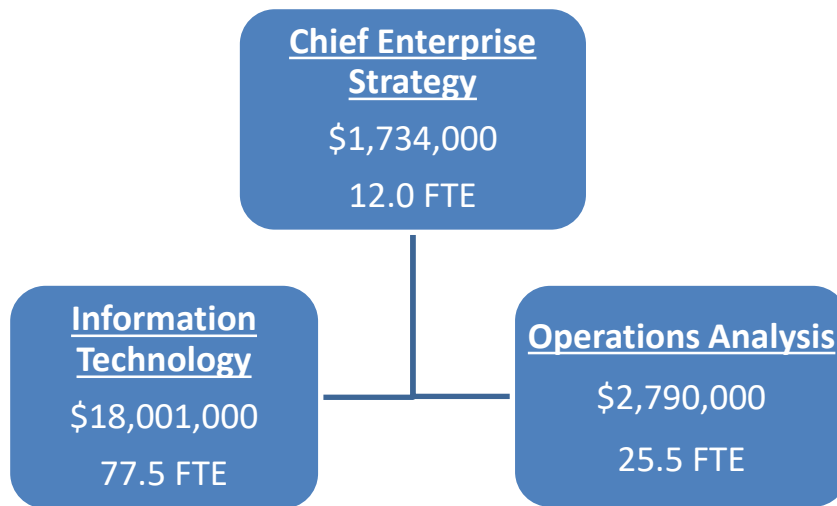 Chief Enterprise
Strategy
$1,734,000
12.0 FTE
Information
Technology
$18,001,000
77.5 FTE
Operations Analysis
$2,790,000
25.5 FTE